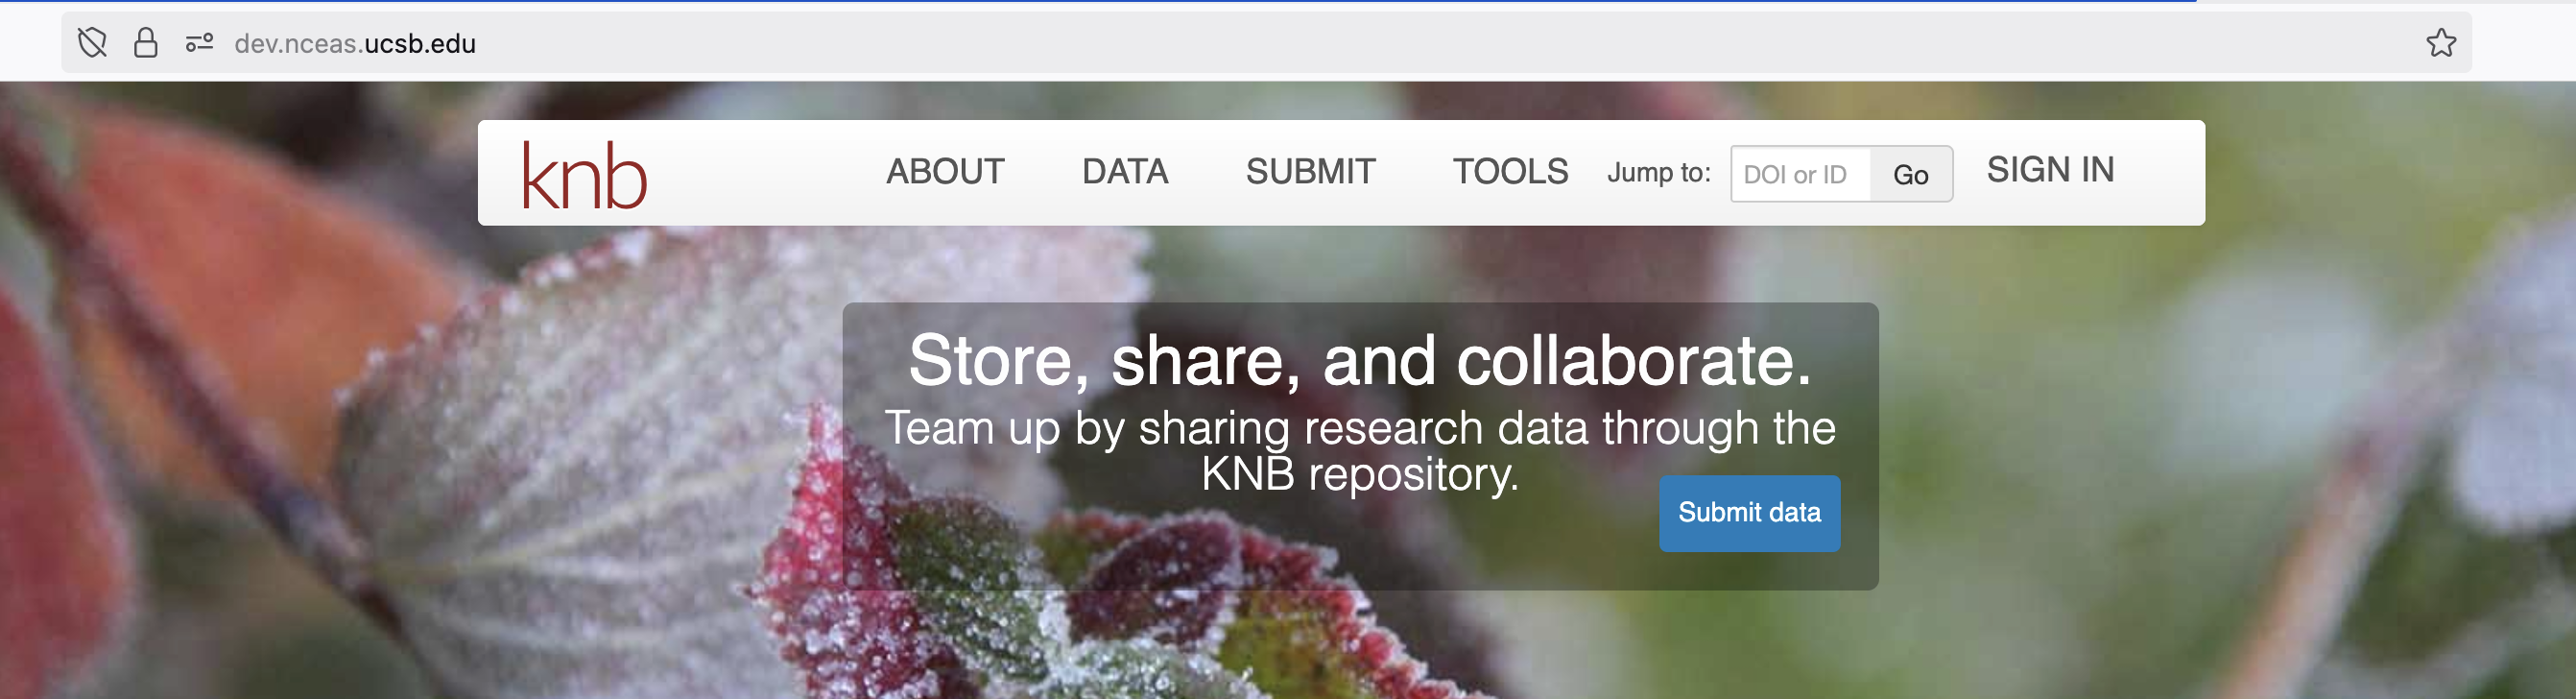 dev.nceas.ucsb.edu
knb
ABOUT DATA SUBMIT TOOLS Jump to: DOI or ID Go SIGN IN
Store, share, and collaborate.
Team up by sharing research data through the
KNB repository.
Submit data